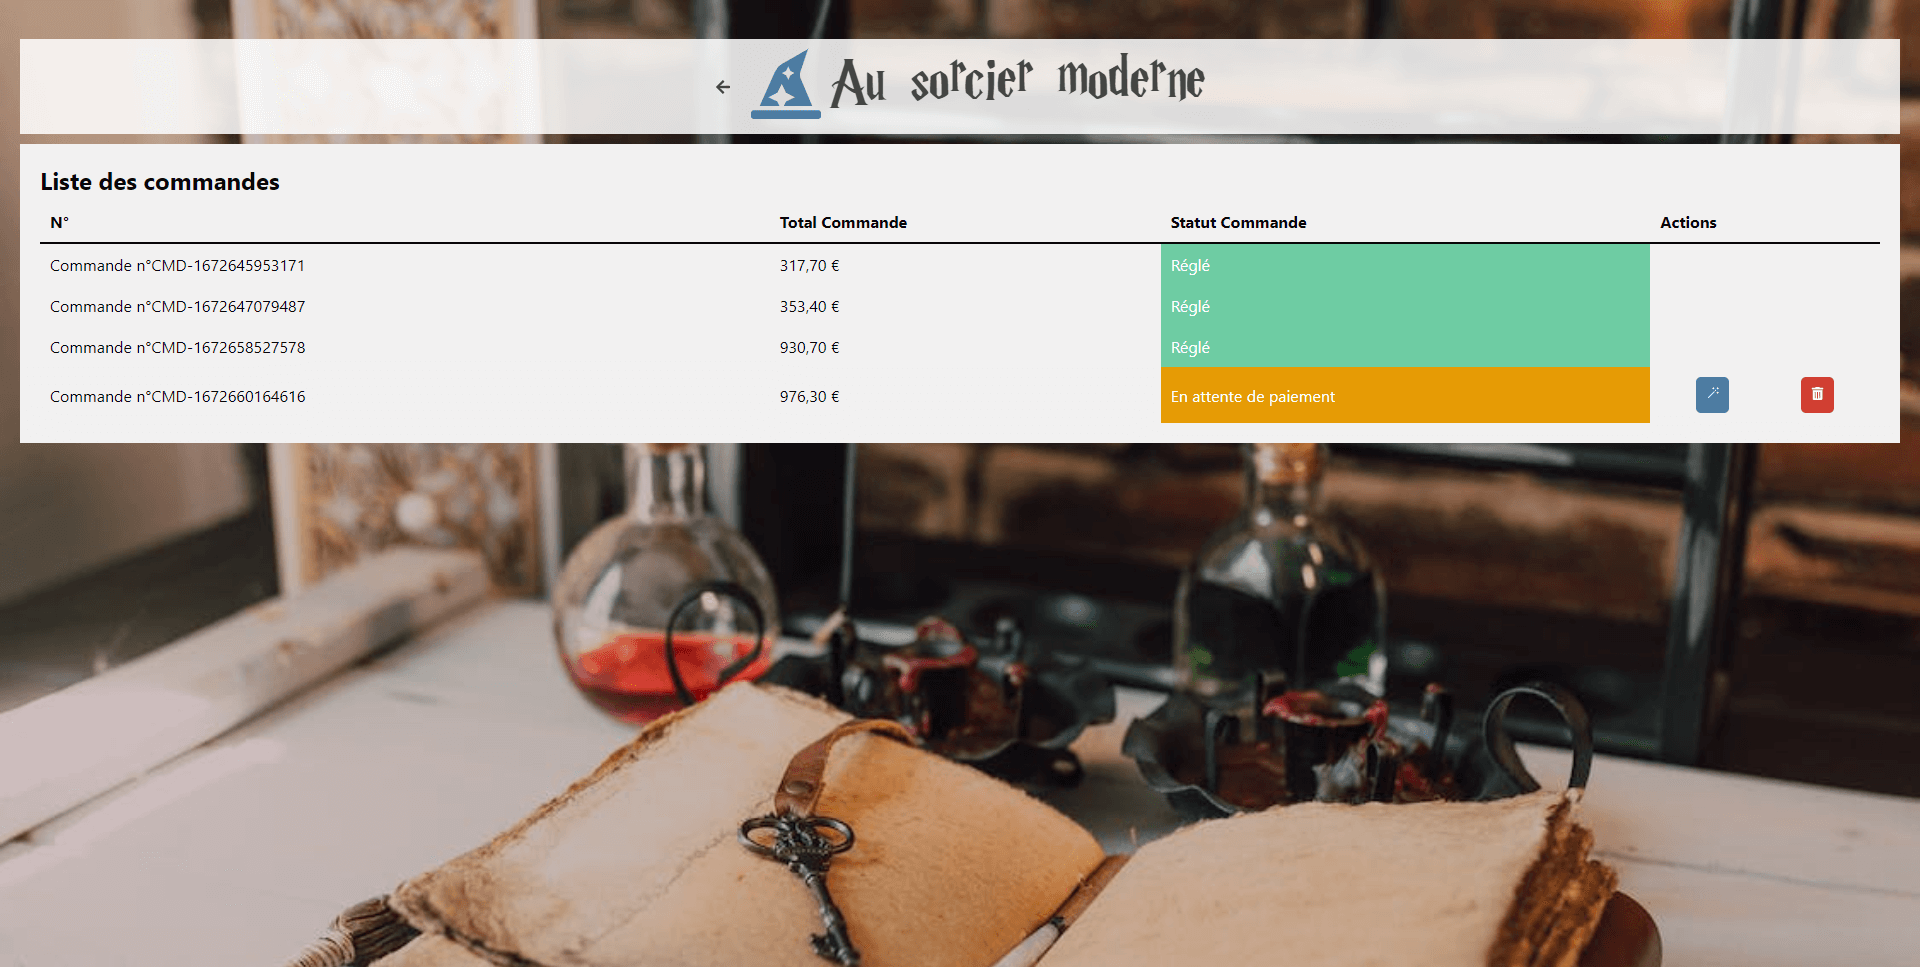 Au sorcier moderne
Liste des commandes
N° Total Commande Statut Commande Actions
Commande n°CMD-1672645953171 317,70 € Réglé
Commande n°CMD-1672647079487 353,40 € Réglé
Commande n°CMD-1672658527578 930,70 € Réglé
Commande n°CMD-1672660164616 976,30 € En attente de paiement